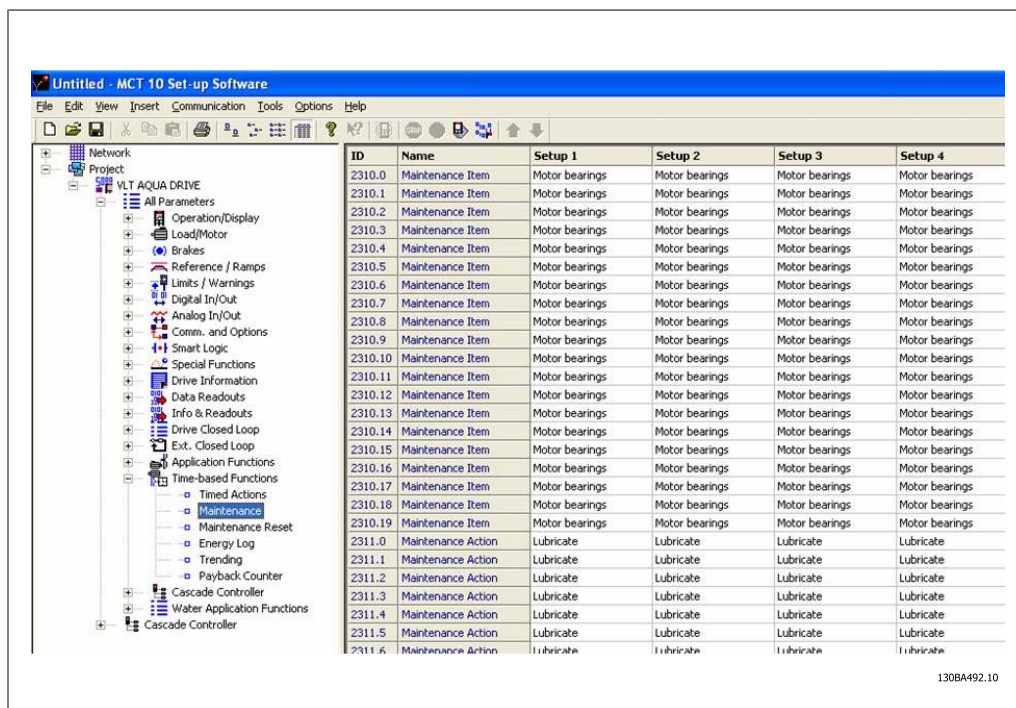 Untitled - MCT 10 Set-up Software
File Edit View Insert Communication Tools Options Help
Network
Project
VLT AQUA DRIVE
All Parameters
Operation/Display
Load/Motor
Brakes
Reference / Ramps
Limits / Warnings
Digital In/Out
Analog In/Out
Comm. and Options
Smart Logic
Special Functions
Drive Information
Data Readouts
Info & Readouts
Drive Closed Loop
Ext. Closed Loop
Application Functions
Time-based Functions
Timed Actions
Maintenance
Maintenance Reset
Energy Log
Trending
Payback Counter
Cascade Controller
Water Application Functions
Cascade Controller
ID Name Setup 1 Setup 2 Setup 3 Setup 4
2310.0 Maintenance Item Motor bearings Motor bearings Motor bearings Motor bearings
2310.1 Maintenance Item Motor bearings Motor bearings Motor bearings Motor bearings
2310.2 Maintenance Item Motor bearings Motor bearings Motor bearings Motor bearings
2310.3 Maintenance Item Motor bearings Motor bearings Motor bearings Motor bearings
2310.4 Maintenance Item Motor bearings Motor bearings Motor bearings Motor bearings
2310.5 Maintenance Item Motor bearings Motor bearings Motor bearings Motor bearings
2310.6 Maintenance Item Motor bearings Motor bearings Motor bearings Motor bearings
2310.7 Maintenance Item Motor bearings Motor bearings Motor bearings Motor bearings
2310.8 Maintenance Item Motor bearings Motor bearings Motor bearings Motor bearings
2310.9 Maintenance Item Motor bearings Motor bearings Motor bearings Motor bearings
2310.10 Maintenance Item Motor bearings Motor bearings Motor bearings Motor bearings
2310.11 Maintenance Item Motor bearings Motor bearings Motor bearings Motor bearings
2310.12 Maintenance Item Motor bearings Motor bearings Motor bearings Motor bearings
2310.13 Maintenance Item Motor bearings Motor bearings Motor bearings Motor bearings
2310.14 Maintenance Item Motor bearings Motor bearings Motor bearings Motor bearings
2310.15 Maintenance Item Motor bearings Motor bearings Motor bearings Motor bearings
2310.16 Maintenance Item Motor bearings Motor bearings Motor bearings Motor bearings
2310.17 Maintenance Item Motor bearings Motor bearings Motor bearings Motor bearings
2310.18 Maintenance Item Motor bearings Motor bearings Motor bearings Motor bearings
2310.19 Maintenance Item Motor bearings Motor bearings Motor bearings Motor bearings
2311.0 Maintenance Action Lubricate Lubricate Lubricate Lubricate
2311.1 Maintenance Action Lubricate Lubricate Lubricate Lubricate
2311.2 Maintenance Action Lubricate Lubricate Lubricate Lubricate
2311.3 Maintenance Action Lubricate Lubricate Lubricate Lubricate
2311.4 Maintenance Action Lubricate Lubricate Lubricate Lubricate
2311.5 Maintenance Action Lubricate Lubricate Lubricate Lubricate
2311.6 Maintenance Action Lubricate Lubricate Lubricate Lubricate
130BA492.10